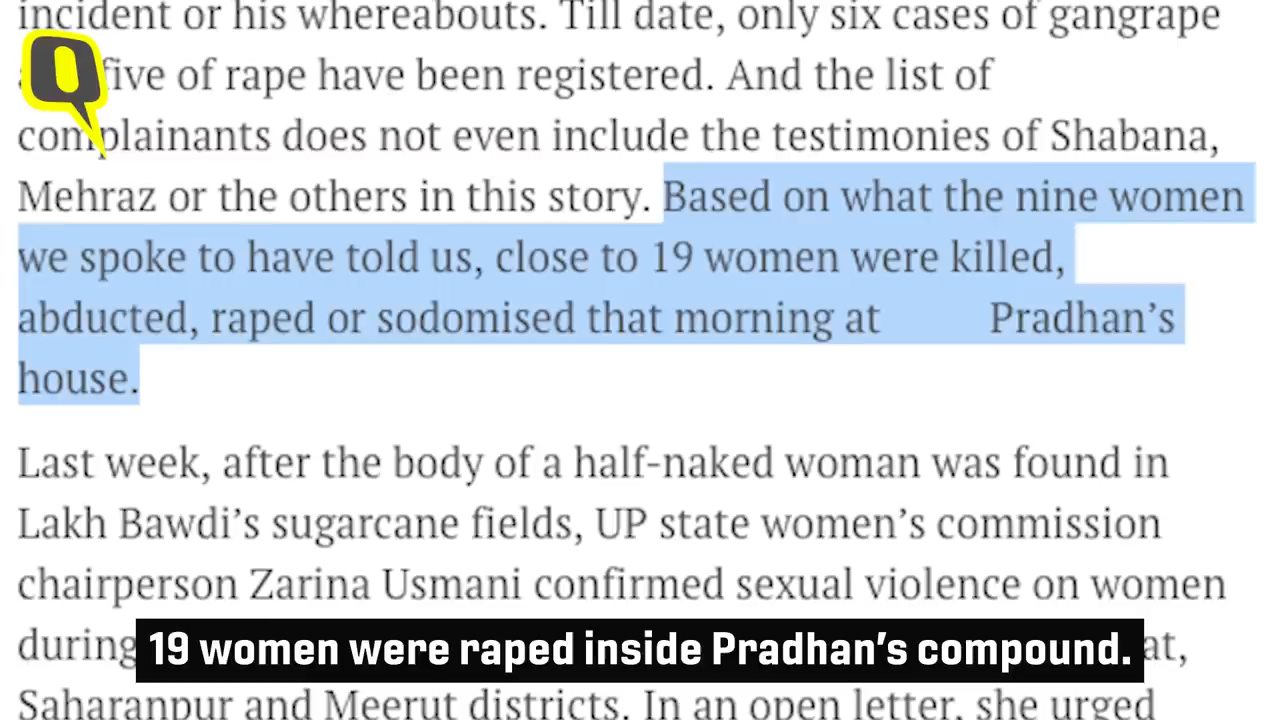 incident or his whereabouts. Till date, only six cases of gangrape
five of rape have been registered. And the list of
complainants does not even include the testimonies of Shabana,
Mehraz or the others in this story. Based on what the nine women
we spoke to have told us, close to 19 women were killed,
abducted, raped or sodomised that morning at Pradhan's
house.
Last week, after the body of a half-naked woman was found in
Lakh Bawdi's sugarcane fields, UP state women's commission
chairperson Zarina Usmani confirmed sexual violence on women
during at,
19 women were raped inside Pradhan's compound.
Saharanpur and Meerut districts. In an open letter, she urged